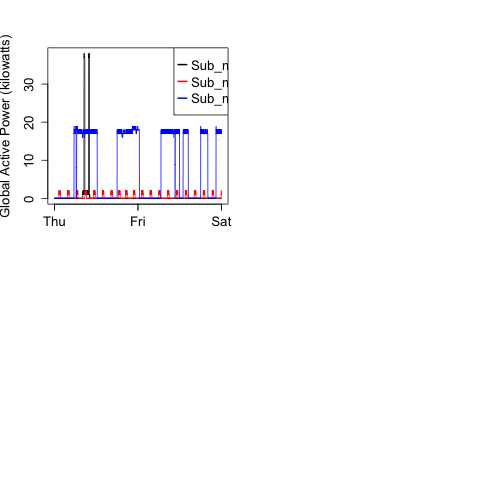 Global Active Power (kilowatts)
30
20
10
0
Thu
Fri
Sat
Sub_m
Sub_m
Sub_m